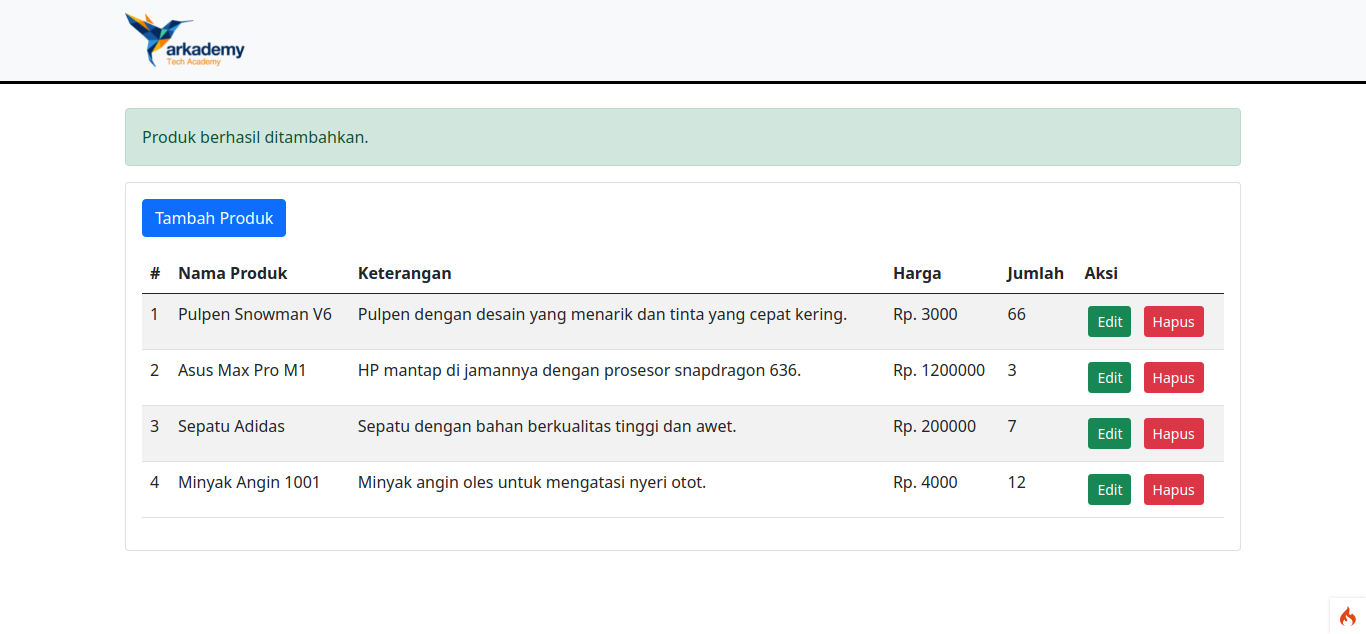 arkademy
Tech Academy
Produk berhasil ditambahkan.
Tambah Produk
# Nama Produk Keterangan Harga Jumlah Aksi
1 Pulpen Snowman V6 Pulpen dengan desain yang menarik dan tinta yang cepat kering. Rp. 3000 66 Edit Hapus
2 Asus Max Pro M1 HP mantap di jamannya dengan prosesor snapdragon 636. Rp. 1200000 3 Edit Hapus
3 Sepatu Adidas Sepatu dengan bahan berkualitas tinggi dan awet. Rp. 200000 7 Edit Hapus
4 Minyak Angin 1001 Minyak angin oles untuk mengatasi nyeri otot. Rp. 4000 12 Edit Hapus